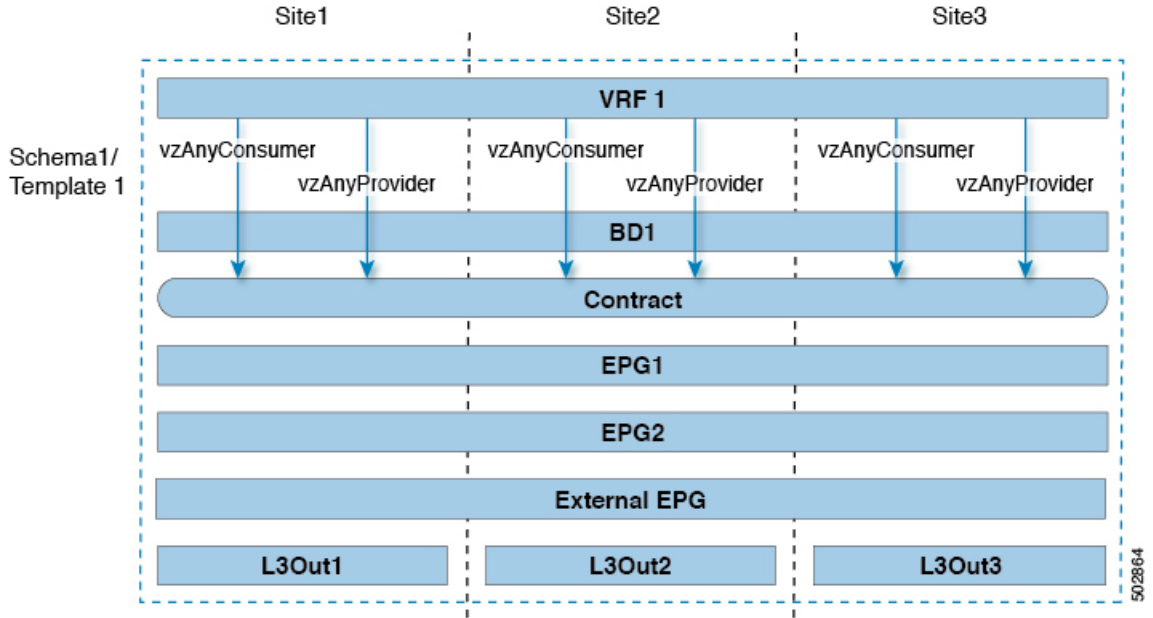 Site1 Site2 Site3
VRF 1
vzAnyConsumer vzAnyConsumer vzAnyConsumer
Schema1/
Template 1
vzAnyProvider vzAnyProvider vzAnyProvider
BD1
Contract
EPG1
EPG2
External EPG
L3Out1 L3Out2 L3Out3
502864